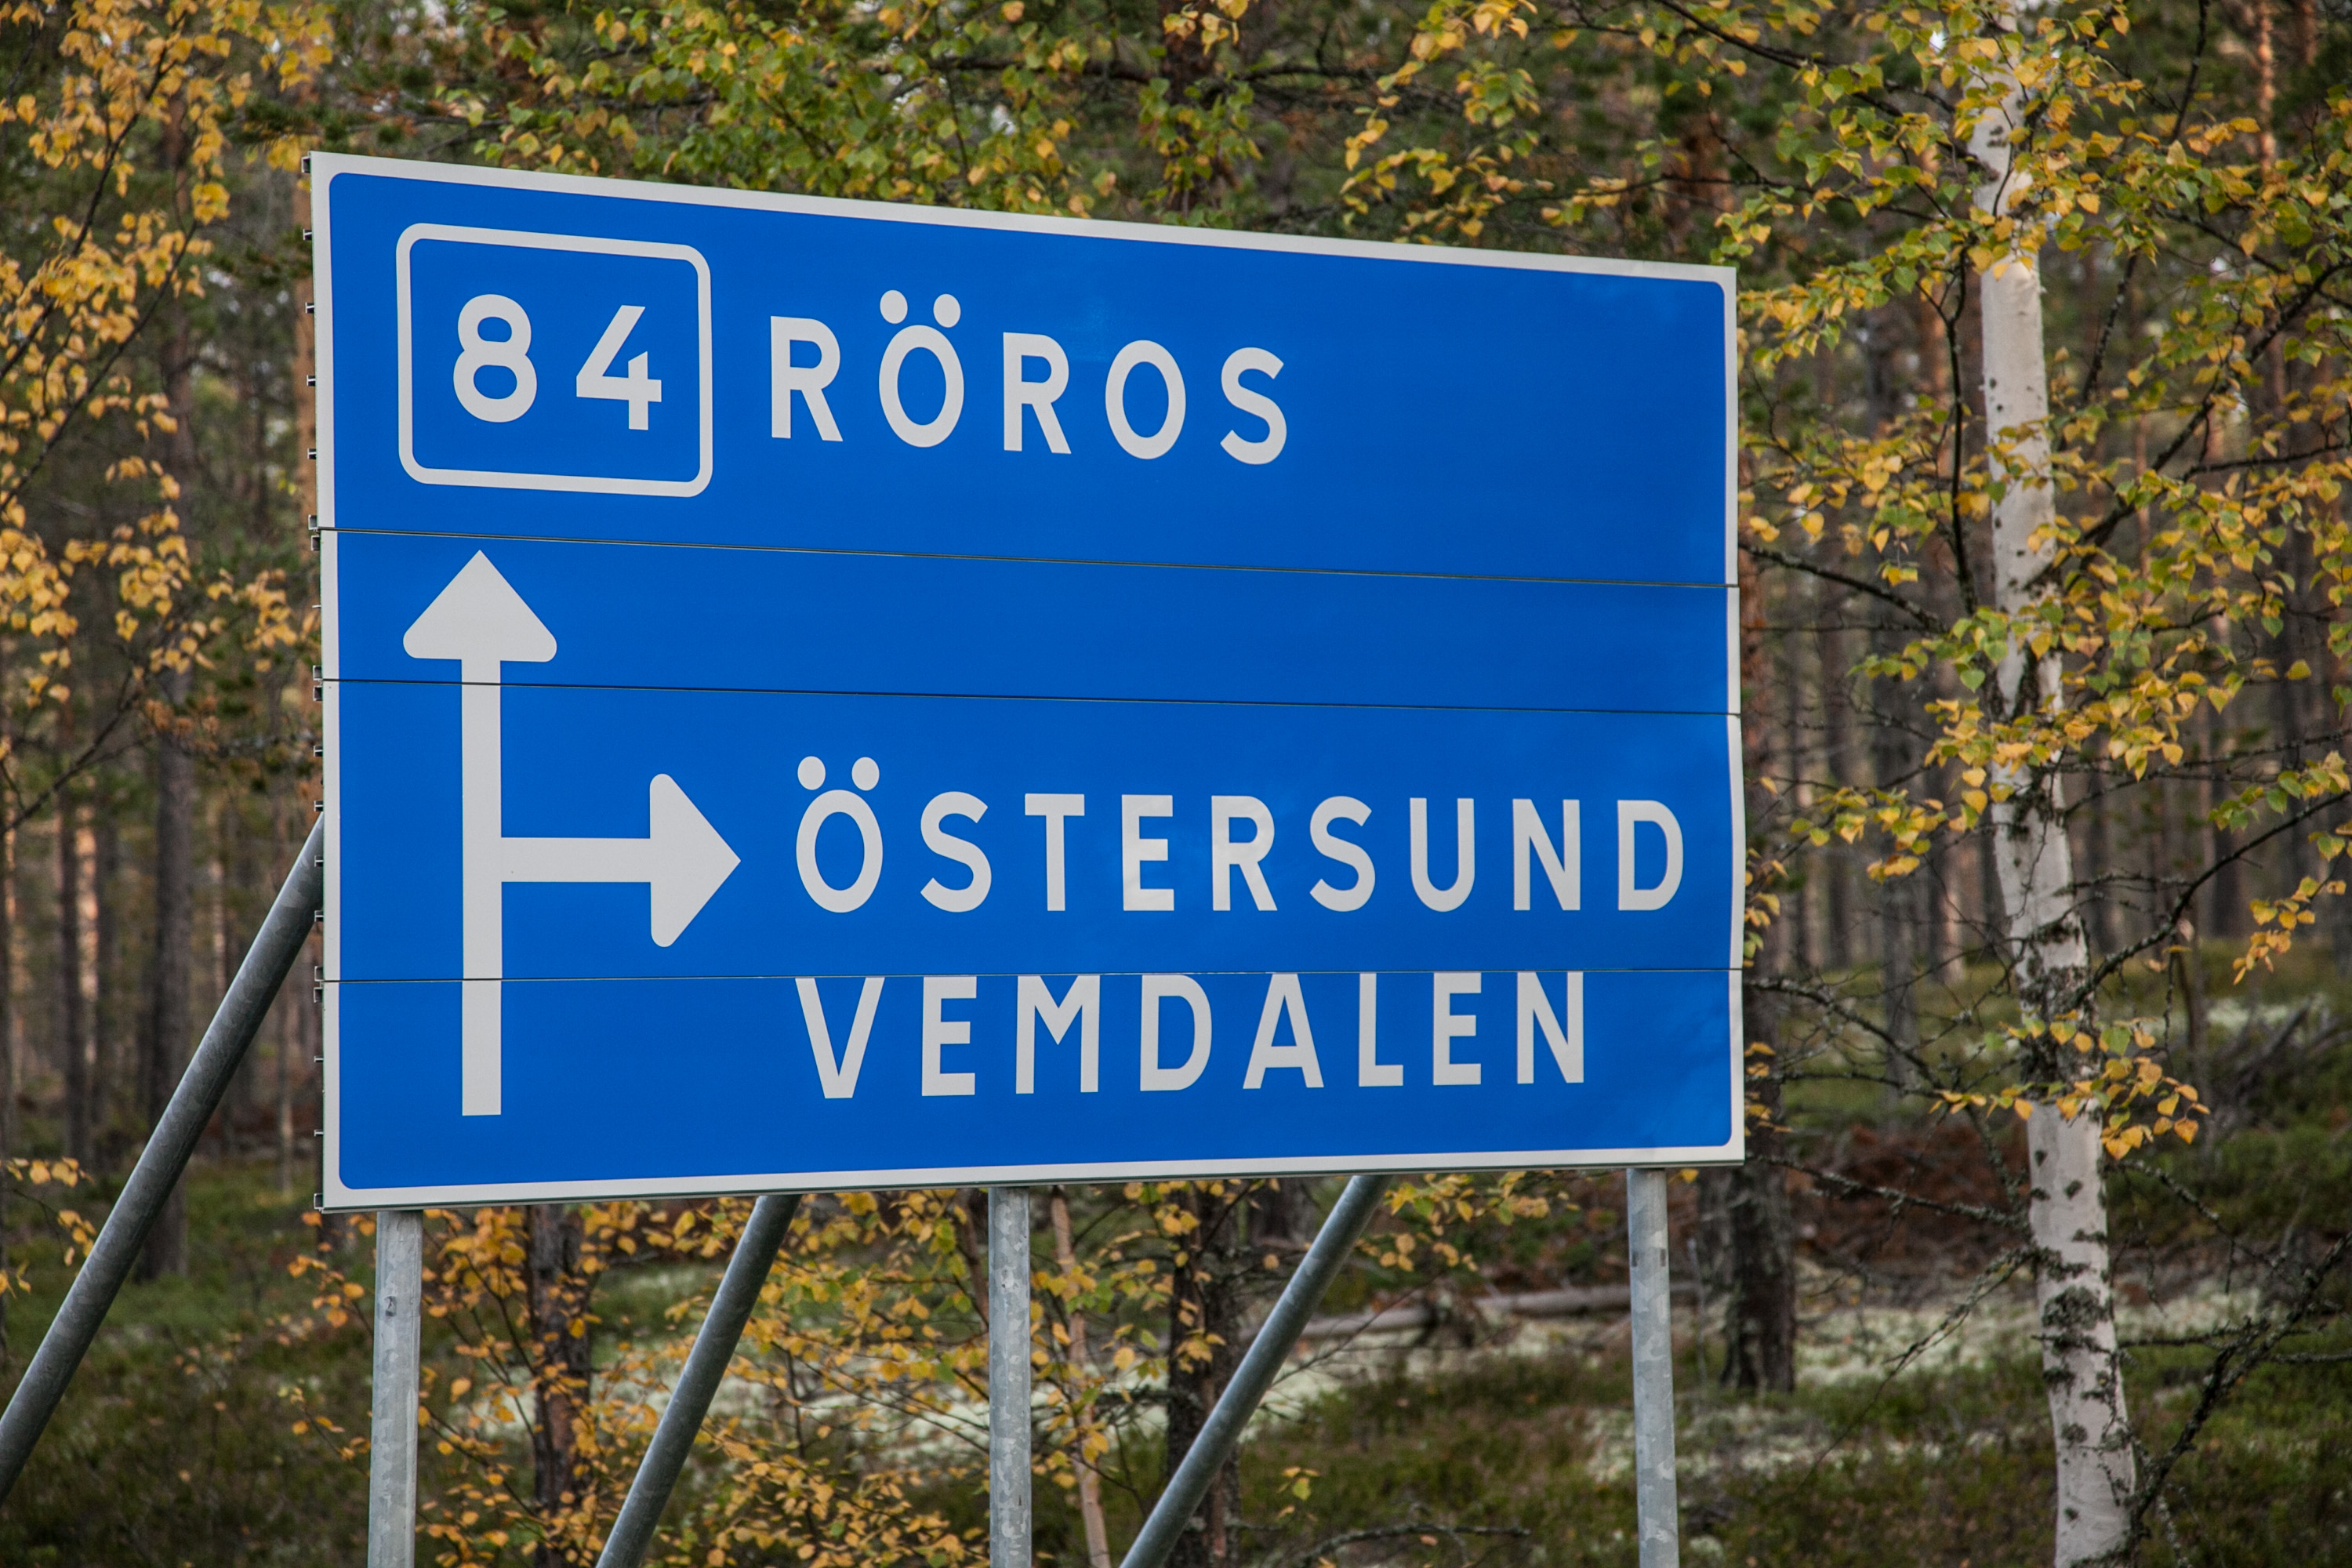 84 RÖROS
ÖSTERSUND
VEMDALEN